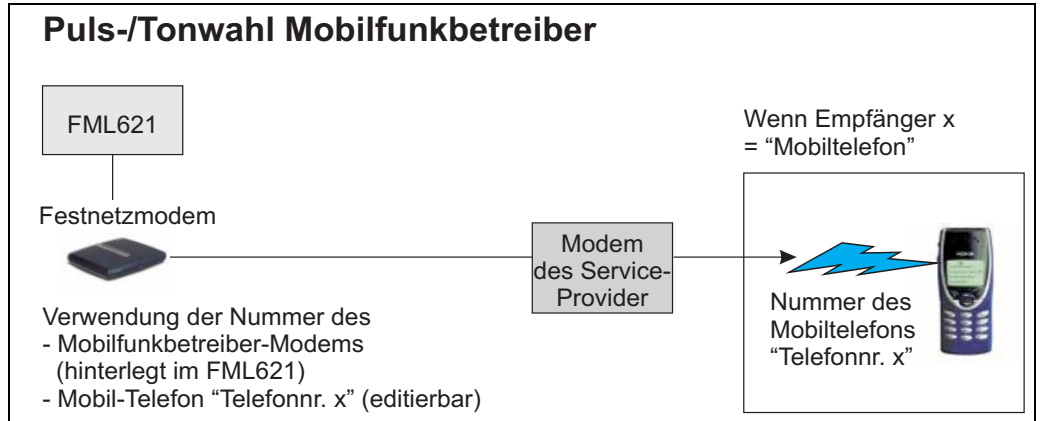 Puls-/Tonwahl Mobilfunkbetreiber
FML621
Wenn Empfänger x
= “Mobiltelefon”
Festnetzmodem
Modem
des Service-
Provider
Verwendung der Nummer des
- Mobilfunkbetreiber-Modems
(hinterlegt im FML621)
- Mobil-Telefon “Telefonnr. x” (editierbar)
Nummer des
Mobiltelefons
“Telefonnr. x”
NOKIA